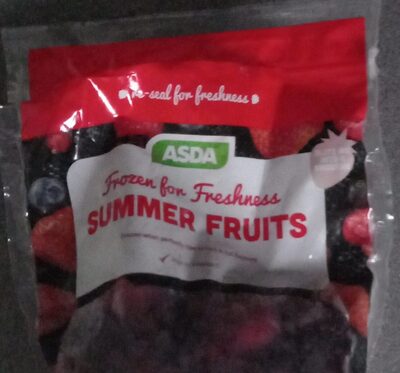 re-seal for freshness
ASDA
Frozen for Freshness
SUMMER FRUITS